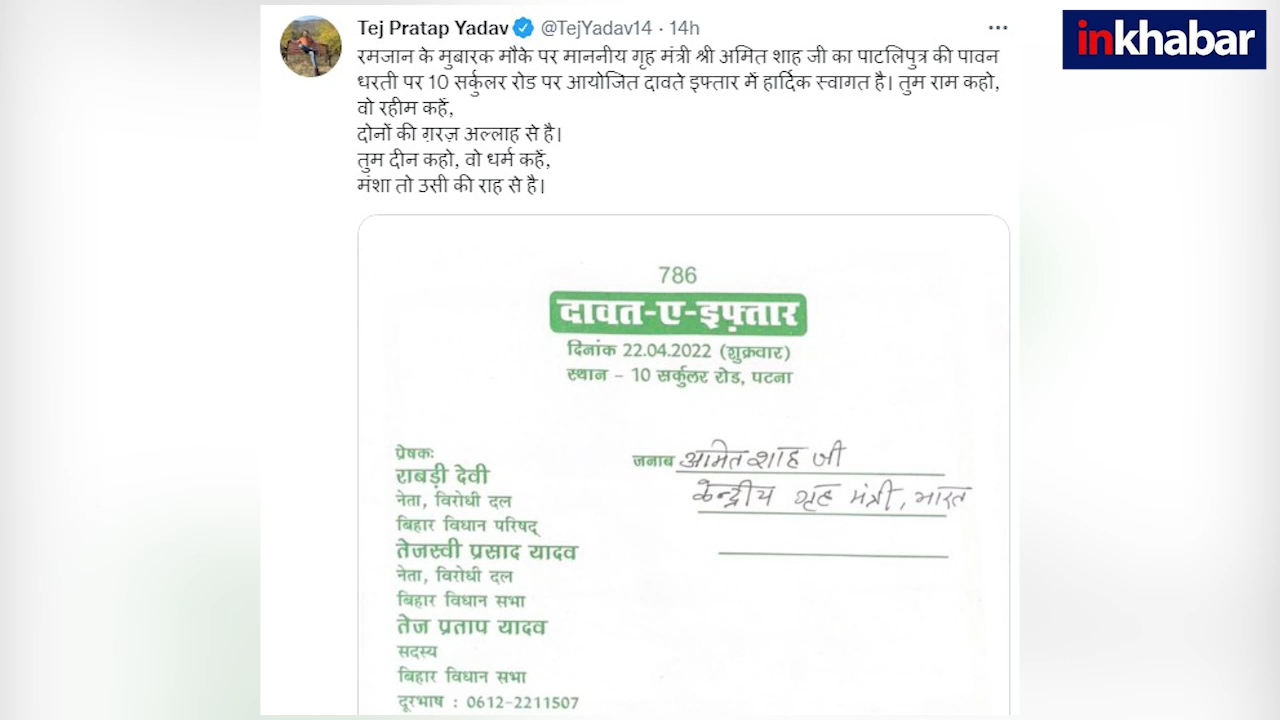 Tej Pratap Yadav @TejYadav14 · 14h
inkhabar
रमजान के मुबारक मौके पर माननीय गृह मंत्री श्री अमित शाह जी का पाटलिपुत्र की पावन
धरती पर 10 सर्कुलर रोड पर आयोजित दावते इफ्तार में हार्दिक स्वागत है। तुम राम कहो,
वो रहीम कहें,
दोनों की ग़रज़ अल्लाह से है।
तुम दीन कहो, वो धर्म कहें,
मंशा तो उसी की राह से है।
786
दावत-ए-इफ़्तार
दिनांक 22.04.2022 (शुक्रवार)
स्थान – 10 सर्कुलर रोड, पटना
प्रेषकः
राबड़ी देवी
नेता, विरोधी दल
बिहार विधान परिषद्
तेजस्वी प्रसाद यादव
नेता, विरोधी दल
बिहार विधान सभा
तेज प्रताप यादव
सदस्य
बिहार विधान सभा
दूरभाष : 0612-2211507
जनाब अमित शाह जी
केन्द्रीय गृह मंत्री, भारत